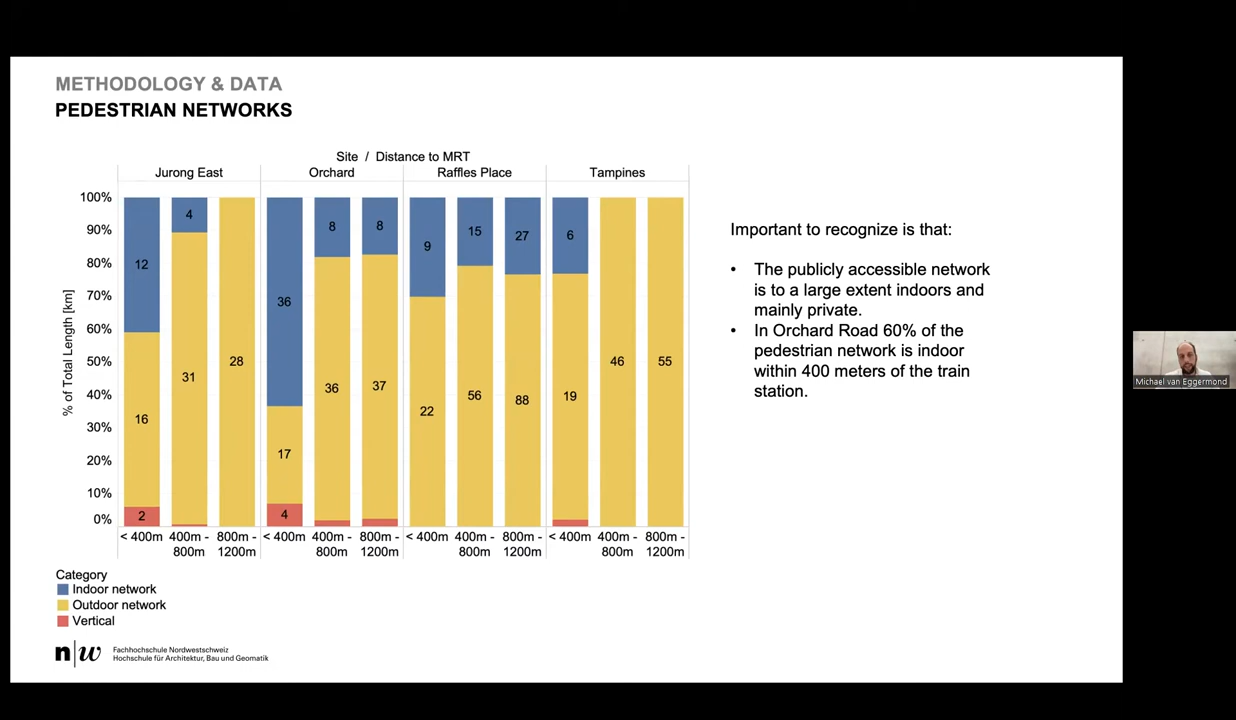 METHODOLOGY & DATA
PEDESTRIAN NETWORKS
Site / Distance to MRT
Jurong East
Orchard
Raffles Place
Tampines
% of Total Length [km]
100%
90%
80%
70%
60%
50%
40%
30%
20%
10%
0%
12
16
2
4
31
28
36
17
4
8
36
8
37
9
22
15
56
27
88
6
19
46
55
< 400m
400m - 800m
800m - 1200m
< 400m
400m - 800m
800m - 1200m
< 400m
400m - 800m
800m - 1200m
< 400m
400m - 800m
800m - 1200m
Category
Indoor network
Outdoor network
Vertical
Important to recognize is that:
• The publicly accessible network
is to a large extent indoors and
mainly private.
• In Orchard Road 60% of the
pedestrian network is indoor
within 400 meters of the train
station.
Michael van Eggermond
n|w
Fachhochschule Nordwestschweiz
Hochschule für Architektur, Bau und Geomatik